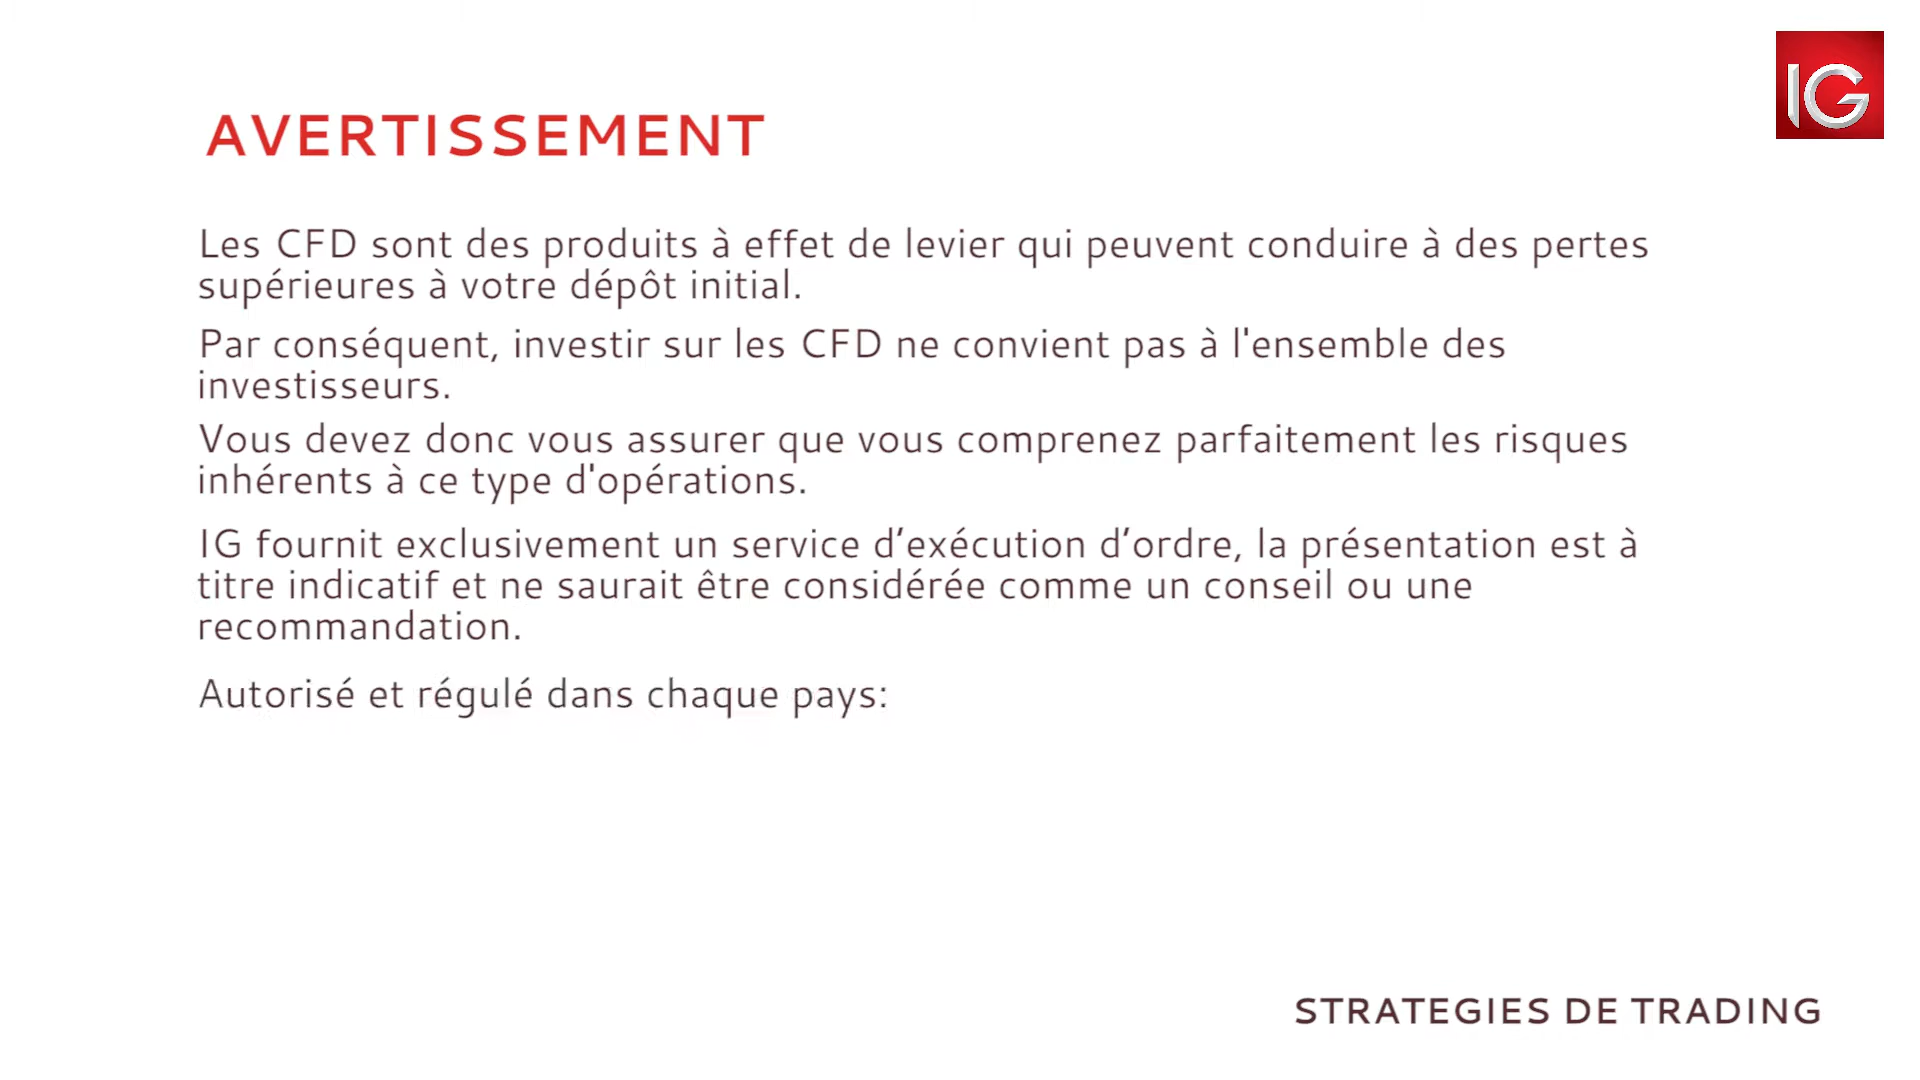 IG
AVERTISSEMENT
Les CFD sont des produits à effet de levier qui peuvent conduire à des pertes
supérieures à votre dépôt initial.
Par conséquent, investir sur les CFD ne convient pas à l'ensemble des
investisseurs.
Vous devez donc vous assurer que vous comprenez parfaitement les risques
inhérents à ce type d'opérations.
IG fournit exclusivement un service d’exécution d’ordre, la présentation est à
titre indicatif et ne saurait être considérée comme un conseil ou une
recommandation.
Autorisé et régulé dans chaque pays:
STRATEGIES DE TRADING